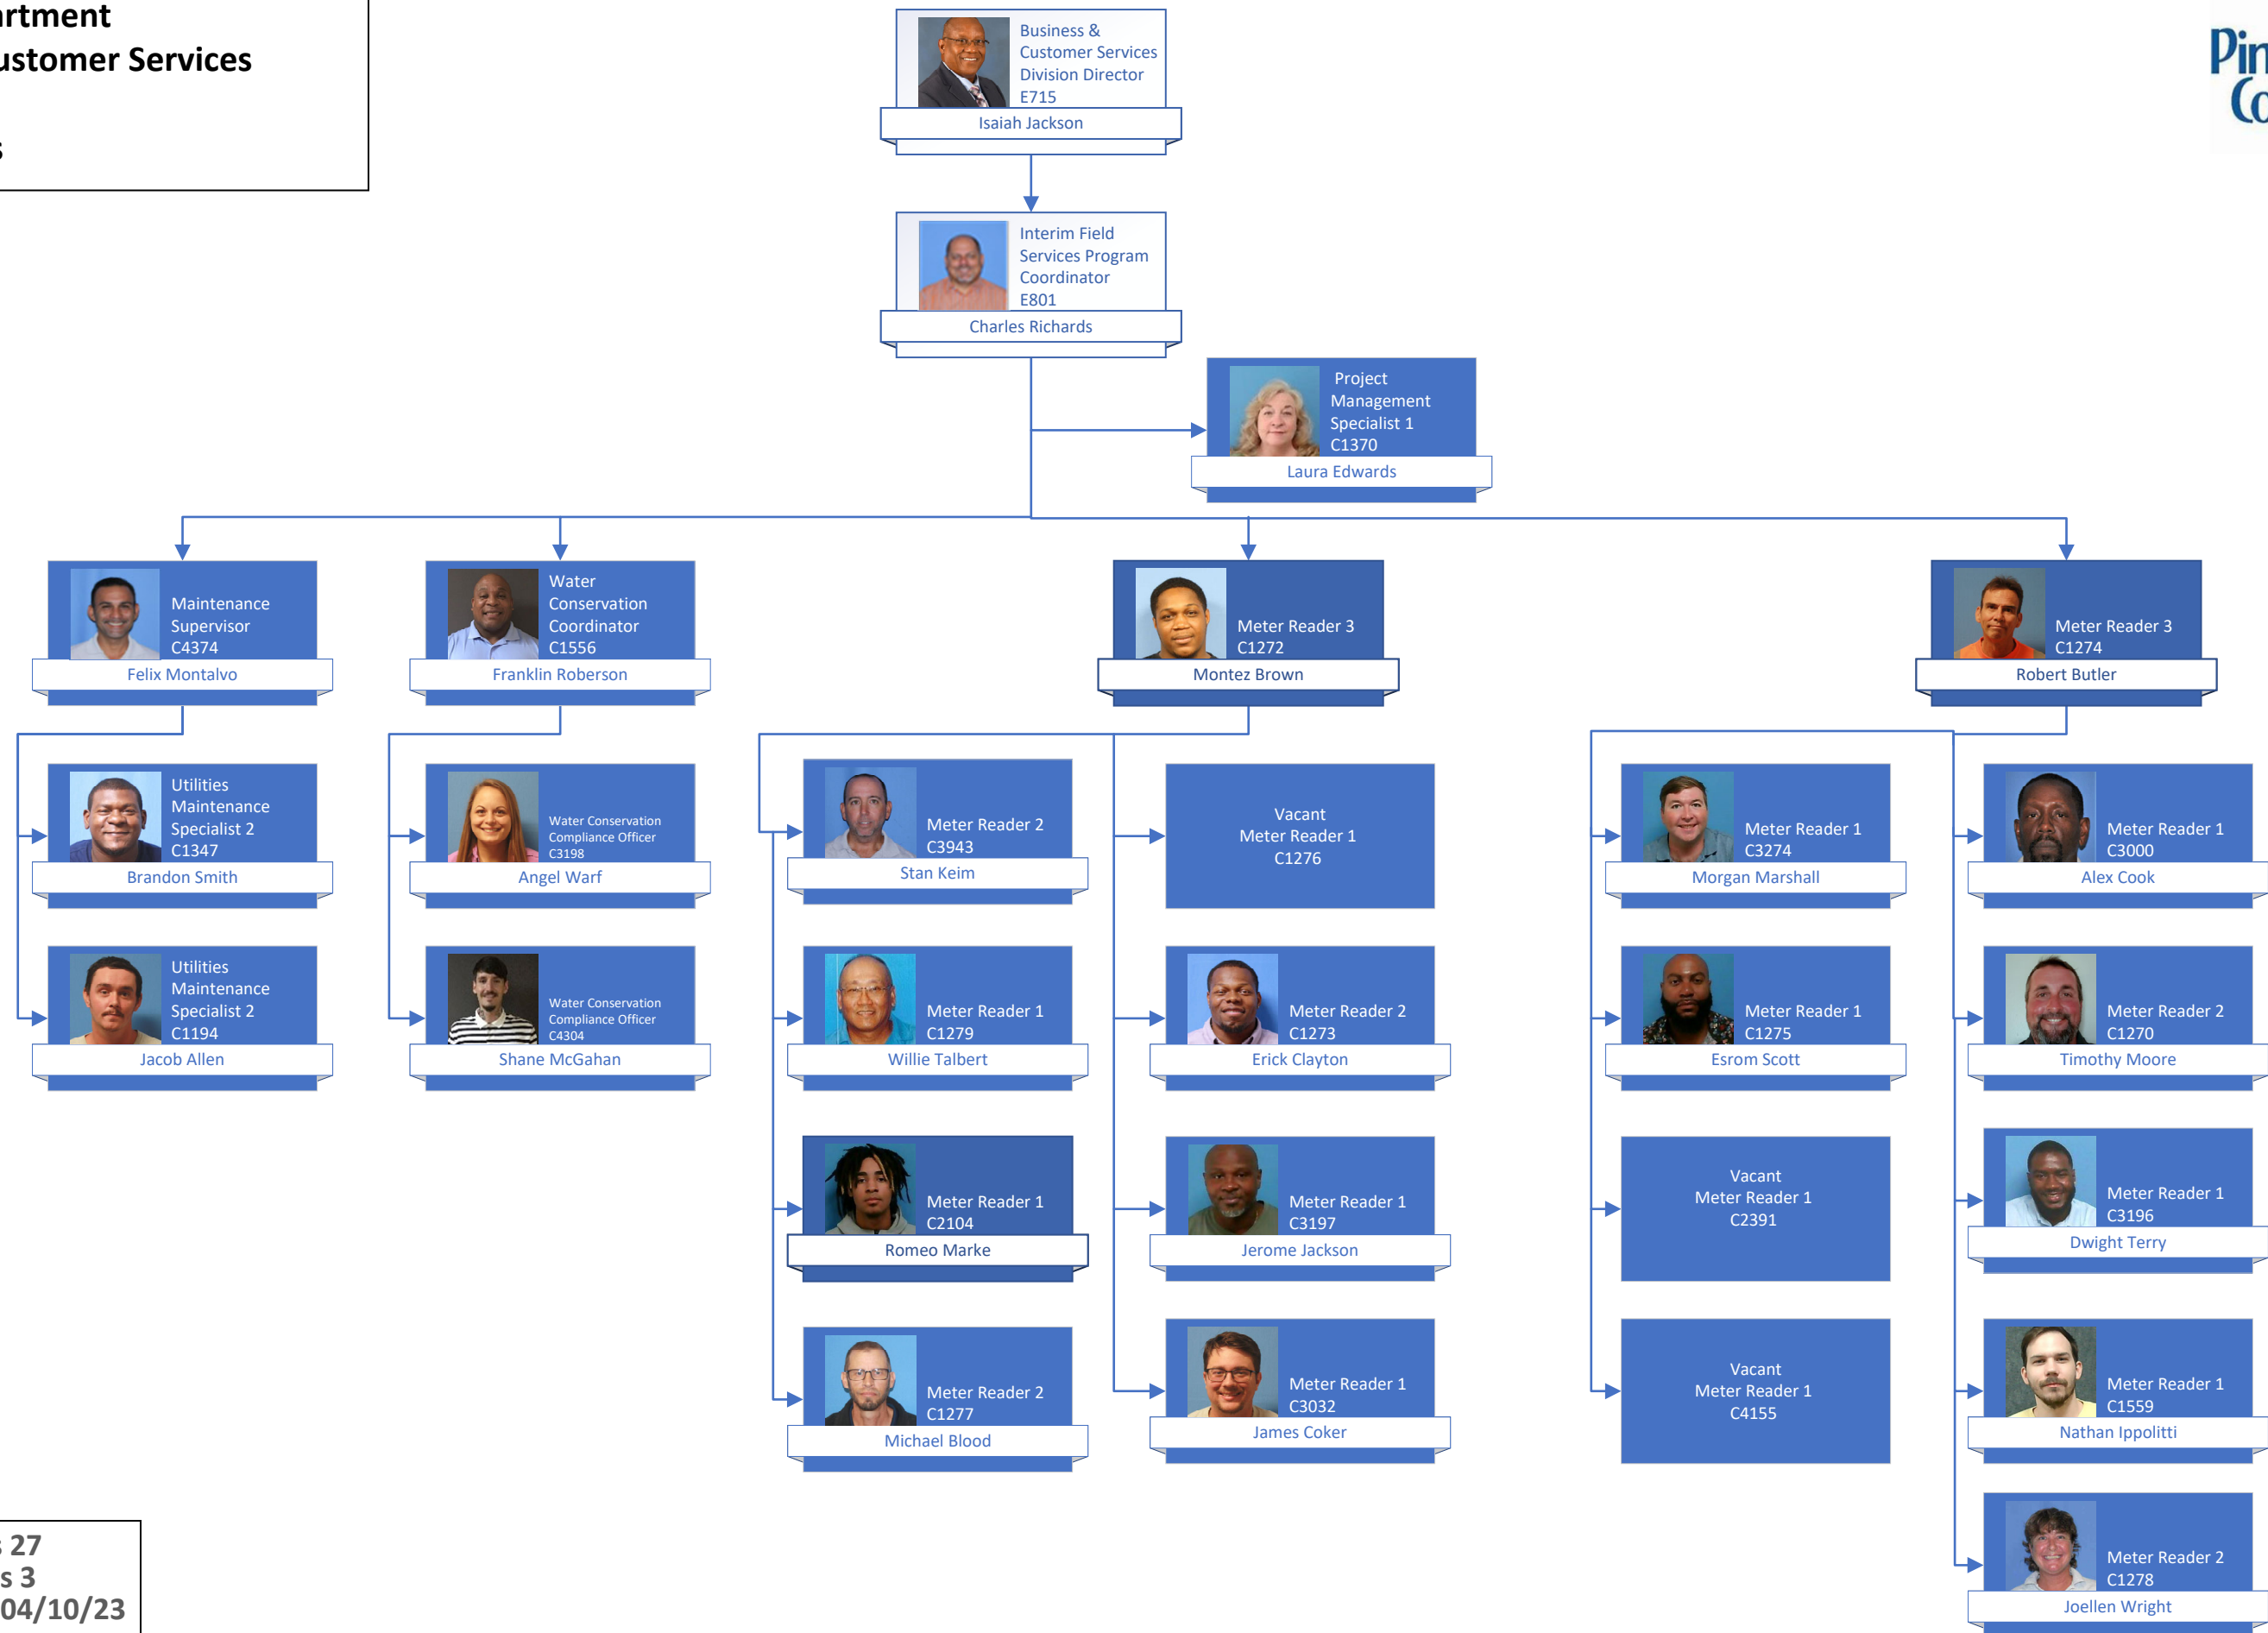 ustomer Services
Business &
Customer Services
Division Director
E715
Isaiah Jackson
Interim Field
Services Program
Coordinator
E801
Charles Richards
Project
Management
Specialist 1
C1370
Laura Edwards
Maintenance
Supervisor
C4374
Felix Montalvo
Water
Conservation
Coordinator
C1556
Franklin Roberson
Meter Reader 3
C1272
Montez Brown
Meter Reader 3
C1274
Robert Butler
Utilities
Maintenance
Specialist 2
C1347
Brandon Smith
Utilities
Maintenance
Specialist 2
C1194
Jacob Allen
Water Conservation
Compliance Officer
C3198
Angel Warf
Water Conservation
Compliance Officer
C4304
Shane McGahan
Meter Reader 2
C3943
Stan Keim
Meter Reader 1
C1279
Willie Talbert
Meter Reader 1
C2104
Romeo Marke
Meter Reader 2
C1277
Michael Blood
Vacant
Meter Reader 1
C1276
Meter Reader 2
C1273
Erick Clayton
Meter Reader 1
C3197
Jerome Jackson
Meter Reader 1
C3032
James Coker
Meter Reader 1
C3274
Morgan Marshall
Meter Reader 1
C1275
Esrom Scott
Vacant
Meter Reader 1
C2391
Vacant
Meter Reader 1
C4155
Meter Reader 1
C3000
Alex Cook
Meter Reader 2
C1270
Timothy Moore
Meter Reader 1
C3196
Dwight Terry
Meter Reader 1
C1559
Nathan Ippolitti
Meter Reader 2
C1278
Joellen Wright
s 27
s 3
04/10/23